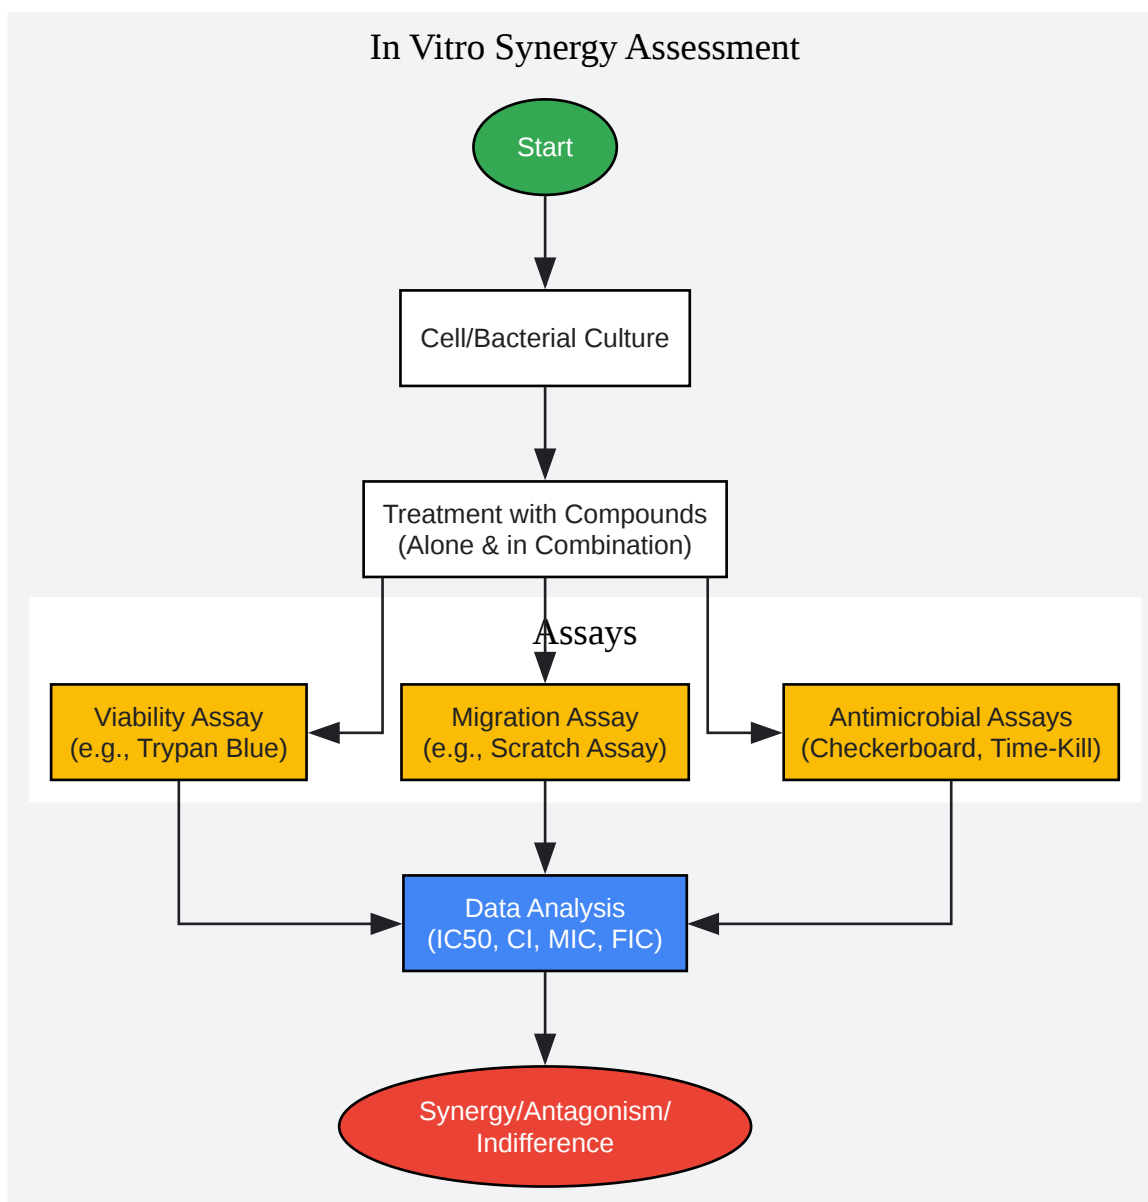 In Vitro Synergy Assessment
Start
Cell/Bacterial Culture
Treatment with Compounds
(Alone & in Combination)
Assays
Viability Assay
(e.g., Trypan Blue)
Migration Assay
(e.g., Scratch Assay)
Antimicrobial Assays
(Checkerboard, Time-Kill)
Data Analysis
(IC50, CI, MIC, FIC)
Synergy/Antagonism/
Indifference